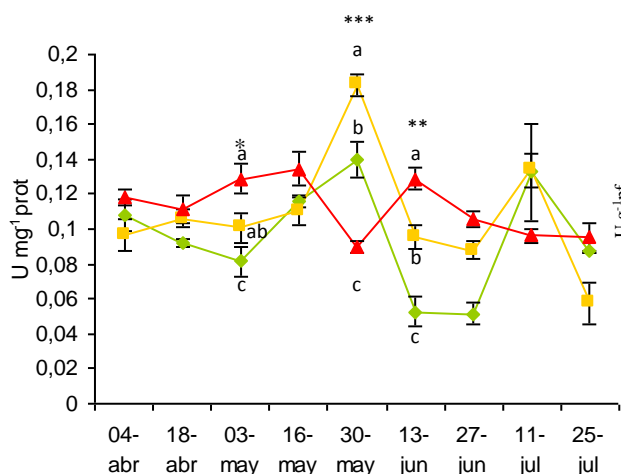 ***
0,2
a
0,18
0,16
b
**
*
a
a
0,14
0,12
U mg⁻¹ prot
0,1
ab
b
0,08
c
c
0,06
c
0,04
0,02
0
04-abr
18-abr
03-may
16-may
30-may
13-jun
27-jun
11-jul
25-jul